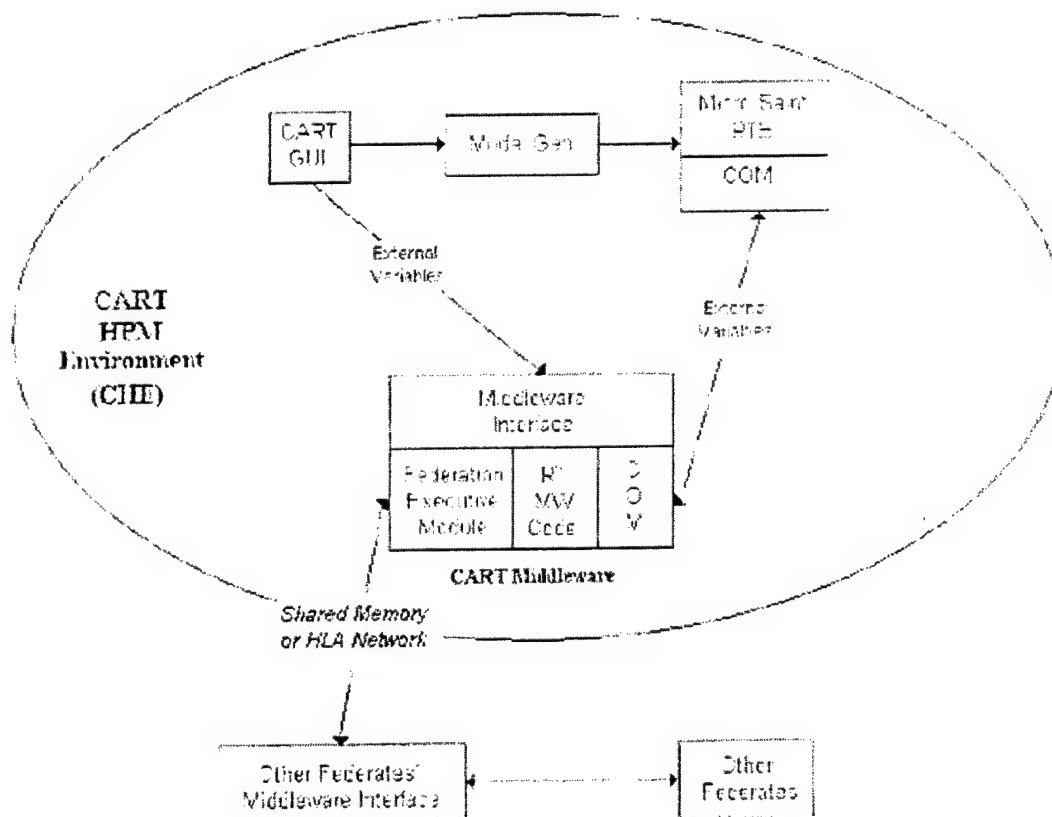 CART
GUI
Model Gen
Micro Saint
RTE
COM
External
Variables
External
Variables
CART
HPM
Environment
(CHE)
Middleware
Interface
Federation
Executive
Module
MW
Code
C
O
M
CART Middleware
Shared Memory
or HLA Network
Other Federates'
Middleware Interface
Other
Federates